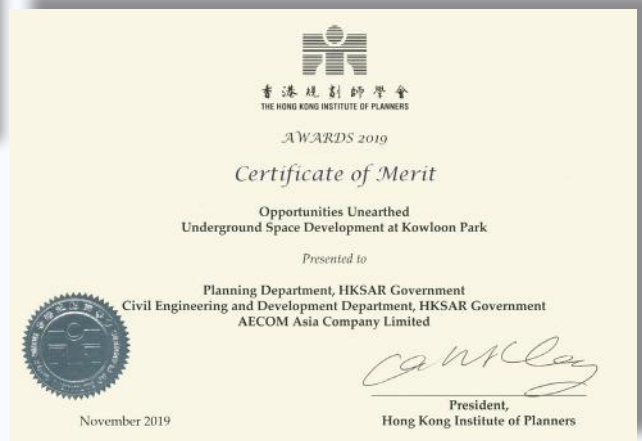 香港規劃師學會
THE HONG KONG INSTITUTE OF PLANNERS
AWARDS 2019
Certificate of Merit
Opportunities Unearthed
Underground Space Development at Kowloon Park
Presented to
Planning Department, HKSAR Government
Civil Engineering and Development Department, HKSAR Government
AECOM Asia Company Limited
November 2019
President,
Hong Kong Institute of Planners